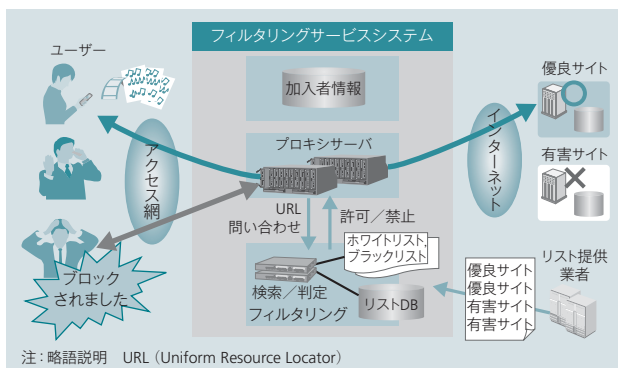 フィルタリングサービスシステム
ユーザー
加入者情報
優良サイト
プロキシサーバ
アクセス網
インターネット
有害サイト
URL
問い合わせ
許可／禁止
ホワイトリスト,
ブラックリスト
ブロック
されました
検索／判定
フィルタリング
リストDB
優良サイト
優良サイト
有害サイト
有害サイト
リスト提供
業者
注：略語説明　URL（Uniform Resource Locator）